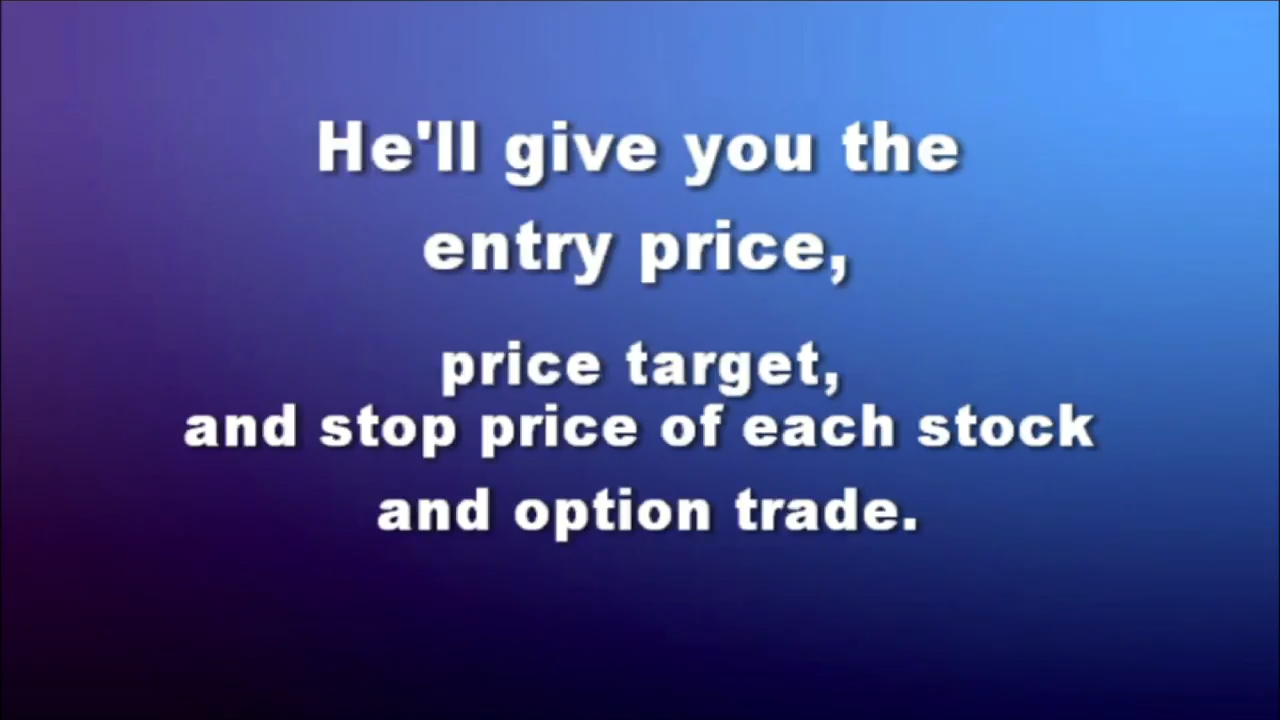 He'll give you the
entry price,
price target,
and stop price of each stock
and option trade.